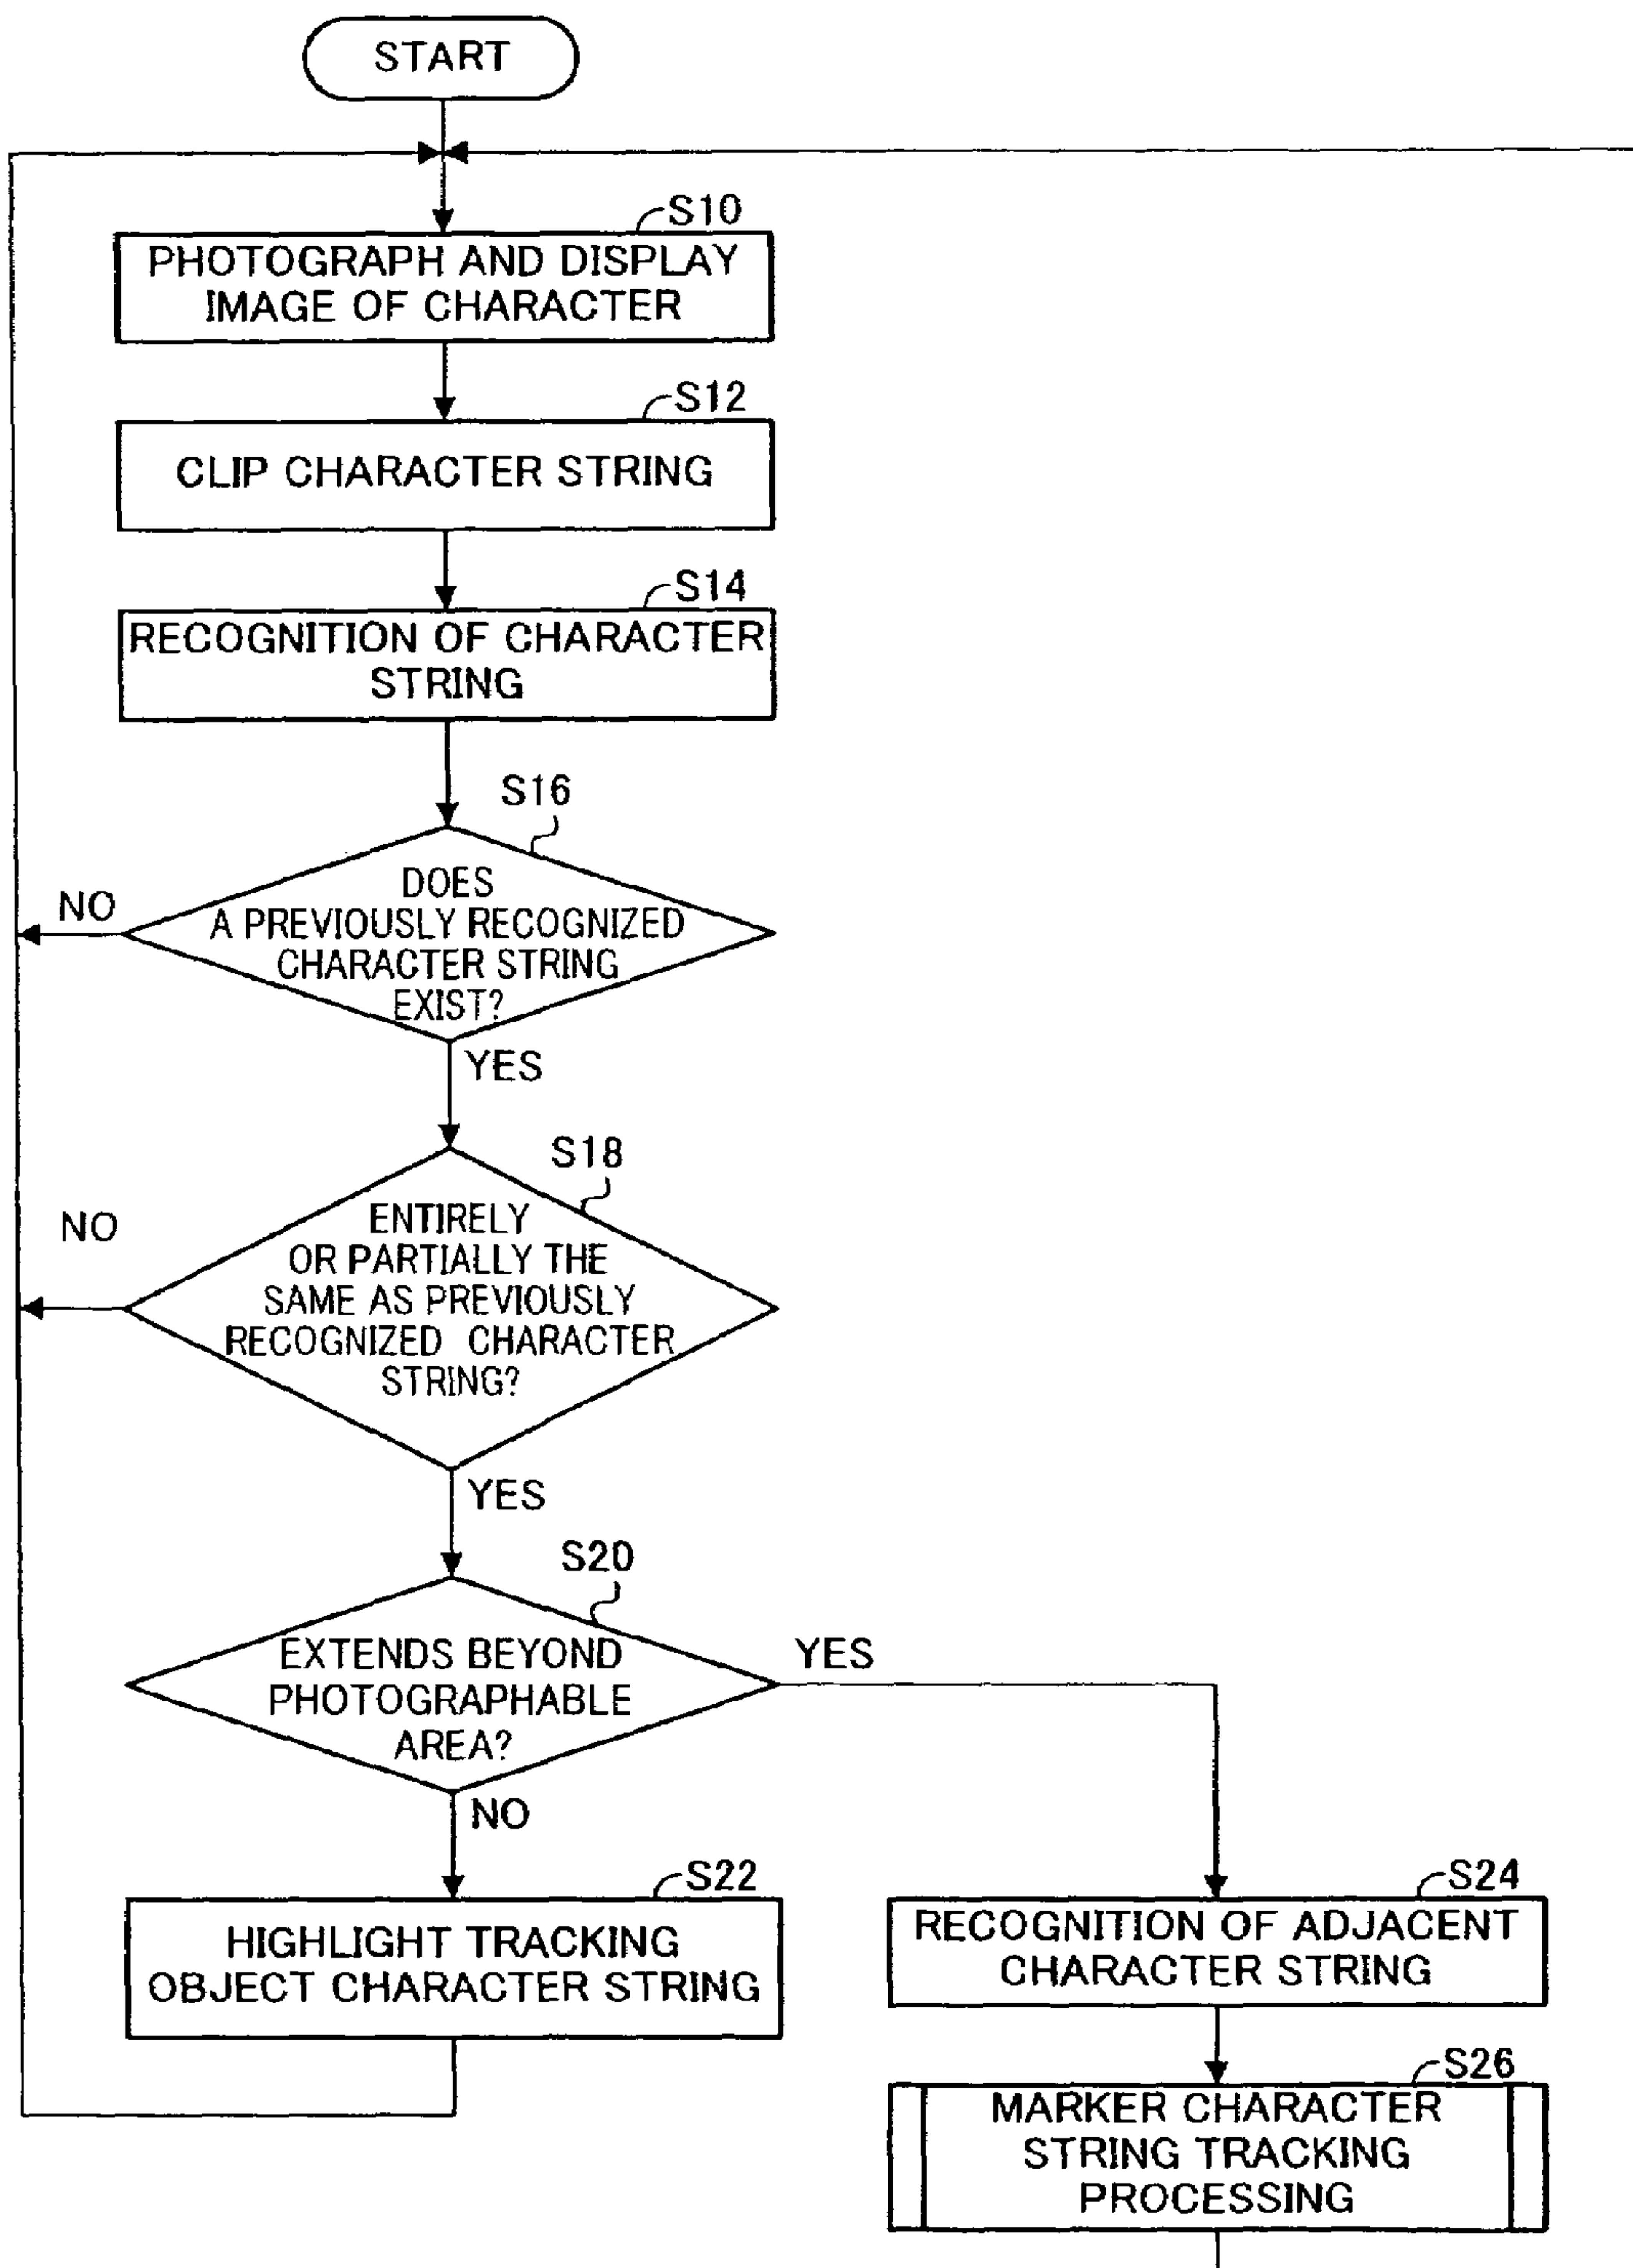 START
S10
PHOTOGRAPH AND DISPLAY
IMAGE OF CHARACTER
S12
CLIP CHARACTER STRING
S14
RECOGNITION OF CHARACTER
STRING
S16
DOES
A PREVIOUSLY RECOGNIZED
CHARACTER STRING
EXIST?
NO
YES
S18
ENTIRELY
OR PARTIALLY THE
SAME AS PREVIOUSLY
RECOGNIZED CHARACTER
STRING?
NO
YES
S20
EXTENDS BEYOND
PHOTOGRAPHABLE
AREA?
YES
NO
S22
HIGHLIGHT TRACKING
OBJECT CHARACTER STRING
S24
RECOGNITION OF ADJACENT
CHARACTER STRING
S26
MARKER CHARACTER
STRING TRACKING
PROCESSING